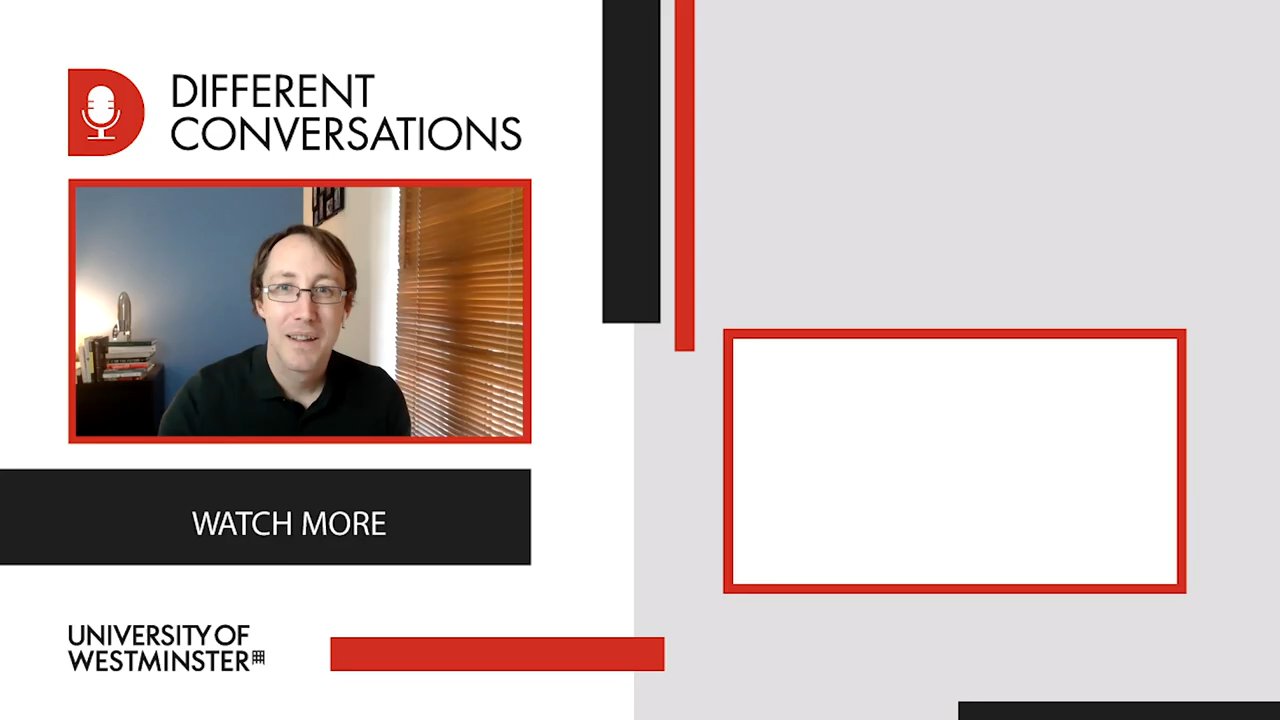 DIFFERENT
CONVERSATIONS
WATCH MORE
UNIVERSITY OF
WESTMINSTER